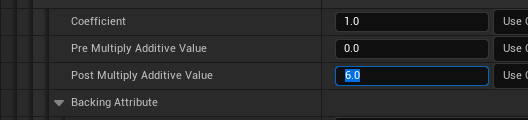 Coefficient 1.0 Use
Pre Multiply Additive Value 0.0 Use
Post Multiply Additive Value 6.0 Use
Backing Attribute